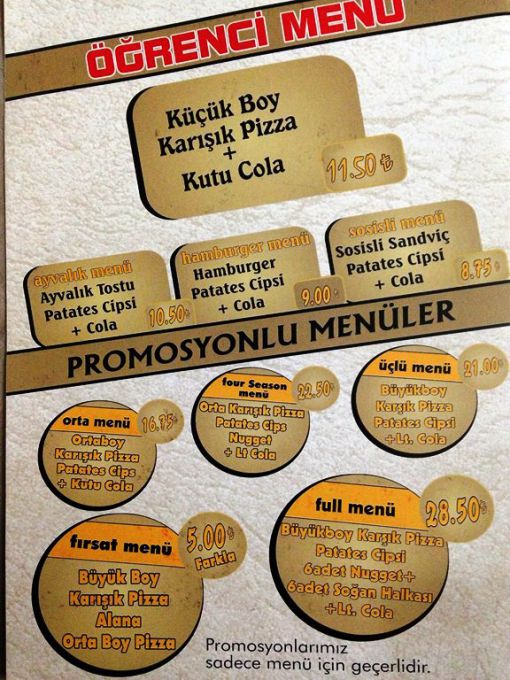 ÖĞRENCİ MENÜ
Küçük Boy
Karışık Pizza
+
Kutu Cola
11.50 ₺
ayvalık menü
Ayvalık Tostu
Patates Cipsi
+ Cola
10.50 ₺
hamburger menü
Hamburger
Patates Cipsi
+ Cola
9.00 ₺
sosisli menü
Sosisli Sandviç
Patates Cipsi
+ Cola
8.75 ₺
PROMOSYONLU MENÜLER
orta menü
16.75 ₺
Ortaboy
Karışık Pizza
Patates Cips
+ Kutu Cola
four Season
menü
22.50 ₺
Orta Karışık Pizza
Patates Cips
Nugget
+ Lt Cola
üçlü menü
21.00 ₺
Büyükboy
Karşık Pizza
Patates Cipsi
+Lt. Cola
fırsat menü
5.00 ₺
Farkla
Büyük Boy
Karışık Pizza
Alana
Orta Boy Pizza
full menü
28.50 ₺
Büyükboy Karşık Pizza
Patates Cipsi
6adet Nugget+
6adet Soğan Halkası
+Lt. Cola
Promosyonlarımız
sadece menü için geçerlidir.